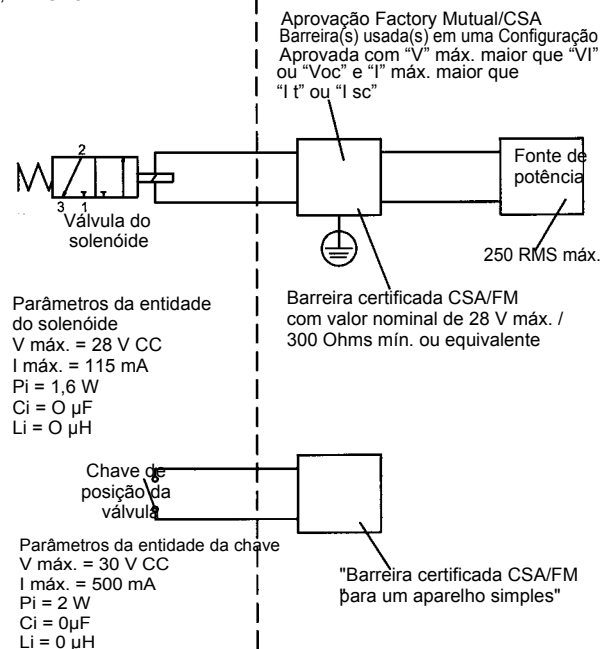 Aprovação Factory Mutual/CSA
Barreira(s) usada(s) em uma Configuração
Aprovada com “V” máx. maior que “VI”
ou “Voc” e “I” máx. maior que
“I t” ou “I sc”
2
3 1
Válvula do
solenóide
Fonte de
potência
250 RMS máx.
Barreira certificada CSA/FM
com valor nominal de 28 V máx. /
300 Ohms mín. ou equivalente
Parâmetros da entidade
do solenóide
V máx. = 28 V CC
I máx. = 115 mA
Pi = 1,6 W
Ci = O µF
Li = O µH
Chave de
posição da
válvula
Parâmetros da entidade da chave
V máx. = 30 V CC
I máx. = 500 mA
Pi = 2 W
Ci = 0µF
Li = 0 µH
"Barreira certificada CSA/FM
para um aparelho simples"